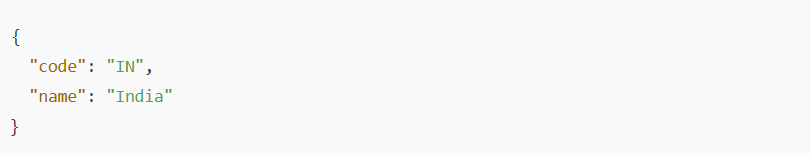 {
  "code": "IN",
  "name": "India"
}